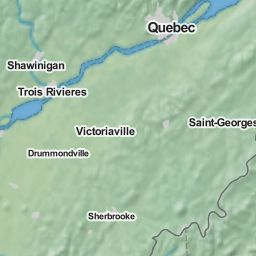 Quebec
Shawinigan
Trois Rivieres
Saint-Georges
Victoriaville
Drummondville
Sherbrooke